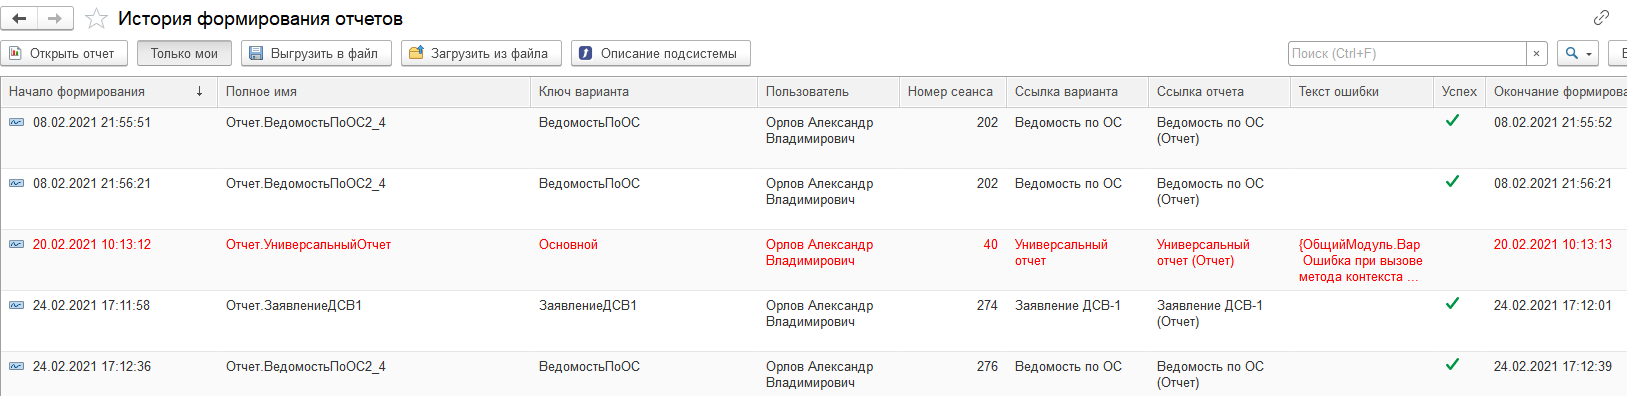 История формирования отчетов
Открыть отчет Только мои Выгрузить в файл Загрузить из файла Описание подсистемы Поиск (Ctrl+F) ×
Начало формирования ↓ Полное имя Ключ варианта Пользователь Номер сеанса Ссылка варианта Ссылка отчета Текст ошибки Успех Окончание формирова
08.02.2021 21:55:51 Отчет.ВедомостьПоОС2_4 ВедомостьПоОС Орлов Александр 202 Ведомость по ОС Ведомость по ОС 08.02.2021 21:55:52
Владимирович (Отчет)
08.02.2021 21:56:21 Отчет.ВедомостьПоОС2_4 ВедомостьПоОС Орлов Александр 202 Ведомость по ОС Ведомость по ОС 08.02.2021 21:56:21
Владимирович (Отчет)
20.02.2021 10:13:12 Отчет.УниверсальныйОтчет Основной Орлов Александр 40 Универсальный Универсальный {ОбщийМодуль.Вар 20.02.2021 10:13:13
Владимирович отчет отчет (Отчет) Ошибка при вызове
метода контекста ...
24.02.2021 17:11:58 Отчет.ЗаявлениеДСВ1 ЗаявлениеДСВ1 Орлов Александр 274 Заявление ДСВ-1 Заявление ДСВ-1 24.02.2021 17:12:01
Владимирович (Отчет)
24.02.2021 17:12:36 Отчет.ВедомостьПоОС2_4 ВедомостьПоОС Орлов Александр 276 Ведомость по ОС Ведомость по ОС 24.02.2021 17:12:39
Владимирович (Отчет)